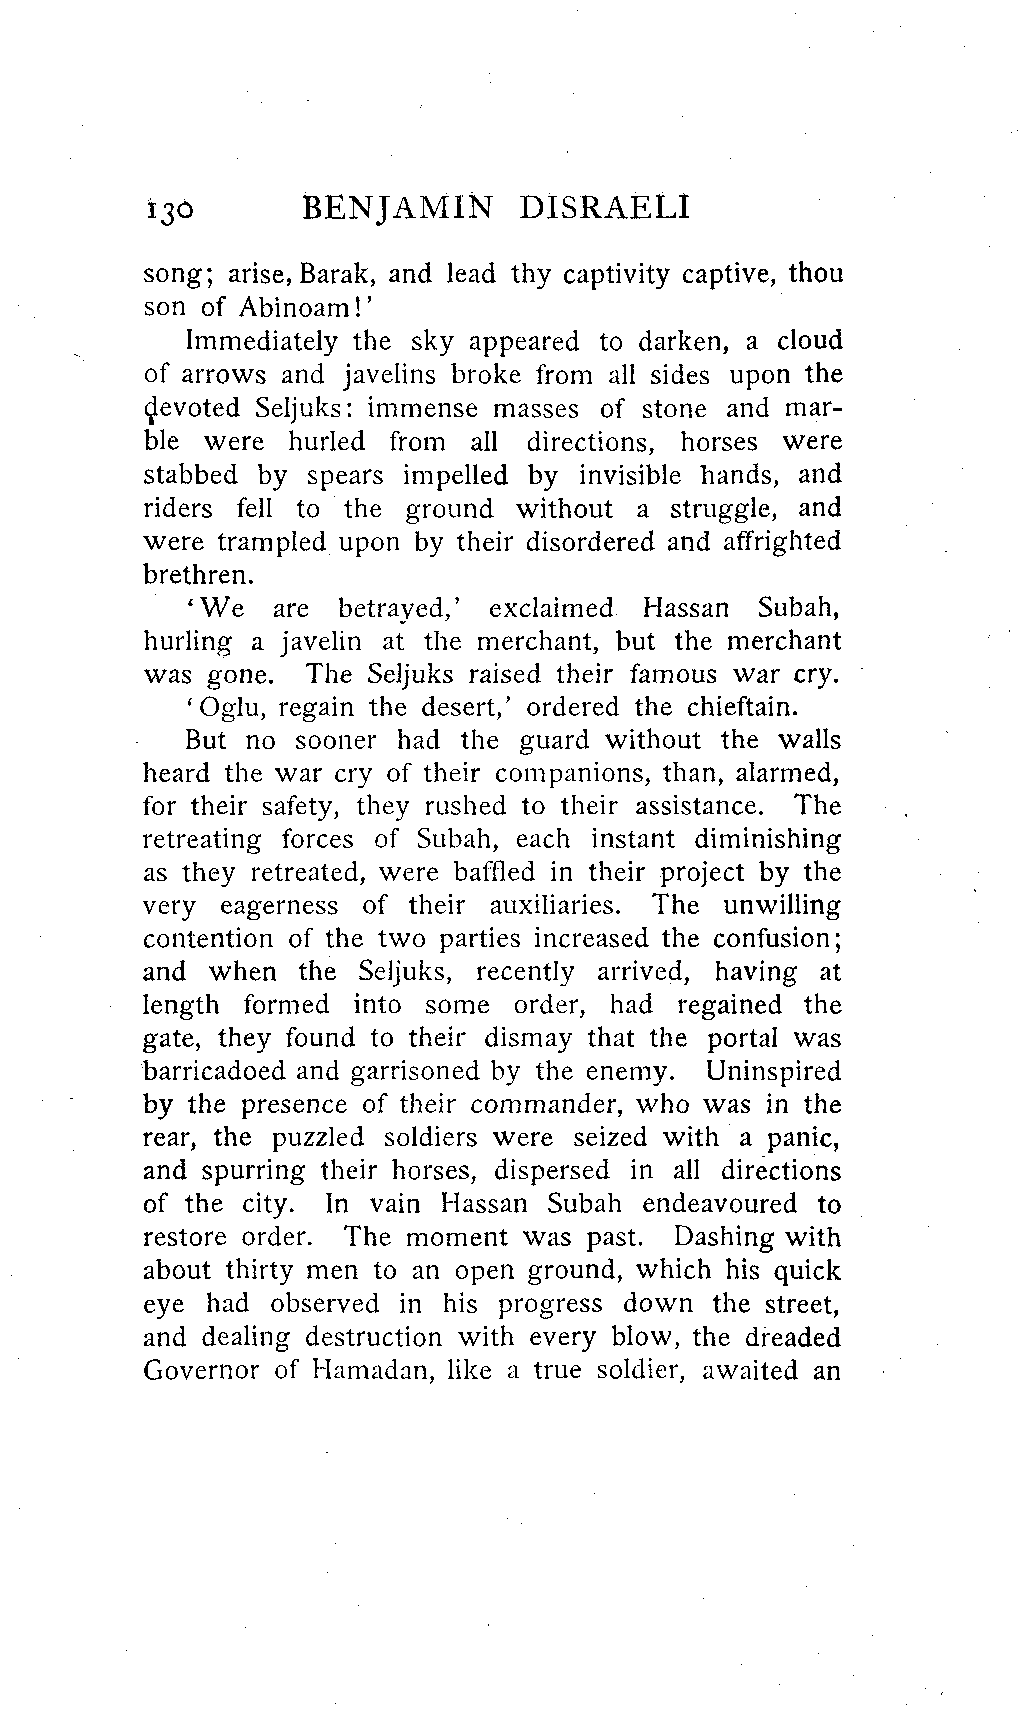 130 BENJAMIN DISRAELI
song; arise, Barak, and lead thy captivity captive, thou
son of Abinoam!'
Immediately the sky appeared to darken, a cloud
of arrows and javelins broke from all sides upon the
devoted Seljuks: immense masses of stone and mar-
ble were hurled from all directions, horses were
stabbed by spears impelled by invisible hands, and
riders fell to the ground without a struggle, and
were trampled upon by their disordered and affrighted
brethren.
'We are betrayed,' exclaimed Hassan Subah,
hurling a javelin at the merchant, but the merchant
was gone. The Seljuks raised their famous war cry.
'Oglu, regain the desert,' ordered the chieftain.
But no sooner had the guard without the walls
heard the war cry of their companions, than, alarmed,
for their safety, they rushed to their assistance. The
retreating forces of Subah, each instant diminishing
as they retreated, were baffled in their project by the
very eagerness of their auxiliaries. The unwilling
contention of the two parties increased the confusion;
and when the Seljuks, recently arrived, having at
length formed into some order, had regained the
gate, they found to their dismay that the portal was
barricadoed and garrisoned by the enemy. Uninspired
by the presence of their commander, who was in the
rear, the puzzled soldiers were seized with a panic,
and spurring their horses, dispersed in all directions
of the city. In vain Hassan Subah endeavoured to
restore order. The moment was past. Dashing with
about thirty men to an open ground, which his quick
eye had observed in his progress down the street,
and dealing destruction with every blow, the dreaded
Governor of Hamadan, like a true soldier, awaited an